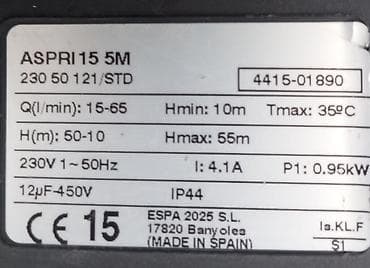 ASPRI15 5M
230 50 121/STD 4415-01890
Q(l/min): 15-65 Hmin: 10m Tmax: 35ºC
H(m): 50-10 Hmax: 55m
230V 1~50Hz I: 4.1A P1: 0.95kW
12µF-450V IP44
CE 15 ESPA 2025 S.L.
17820 Banyoles
(MADE IN SPAIN)
Is.KL.F
S1